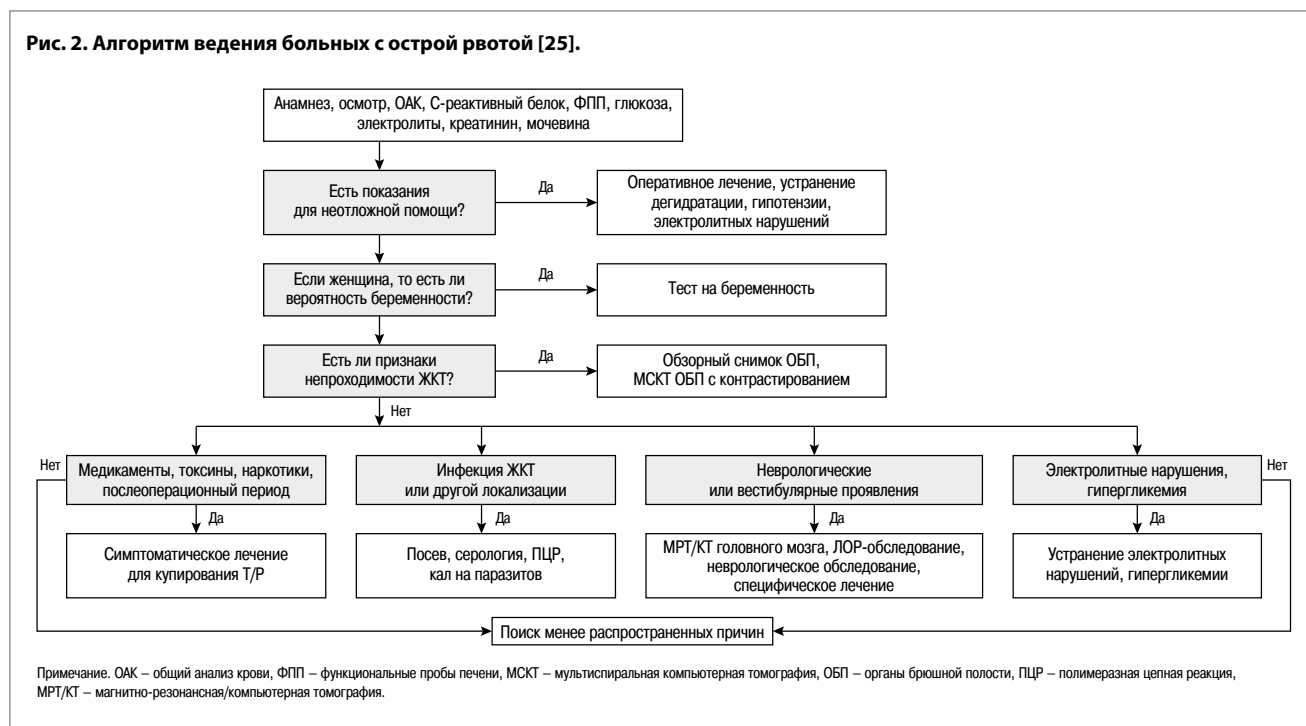 Рис. 2. Алгоритм ведения больных с острой рвотой [25].
Анамнез, осмотр, ОАК, С-реактивный белок, ФПП, глюкоза,
электролиты, креатинин, мочевина
Есть показания
для неотложной помощи?
Да
Оперативное лечение, устранение
дегидратации, гипотензии,
электролитных нарушений
Если женщина, то есть ли
вероятность беременности?
Да
Тест на беременность
Есть ли признаки
непроходимости ЖКТ?
Да
Обзорный снимок ОБП,
МСКТ ОБП с контрастированием
Нет
Нет
Медикаменты, токсины, наркотики,
послеоперационный период
Инфекция ЖКТ
или другой локализации
Неврологические
или вестибулярные проявления
Электролитные нарушения,
гипергликемия
Нет
Да
Да
Да
Да
Симптоматическое лечение
для купирования Т/Р
Посев, серология, ПЦР,
кал на паразитов
МРТ/КТ головного мозга, ЛОР-обследование,
неврологическое обследование,
специфическое лечение
Устранение электролитных
нарушений, гипергликемии
Поиск менее распространенных причин
Примечание. ОАК – общий анализ крови, ФПП – функциональные пробы печени, МСКТ – мультиспиральная компьютерная томография, ОБП – органы брюшной полости, ПЦР – полимеразная цепная реакция,
МРТ/КТ – магнитно-резонансная/компьютерная томография.